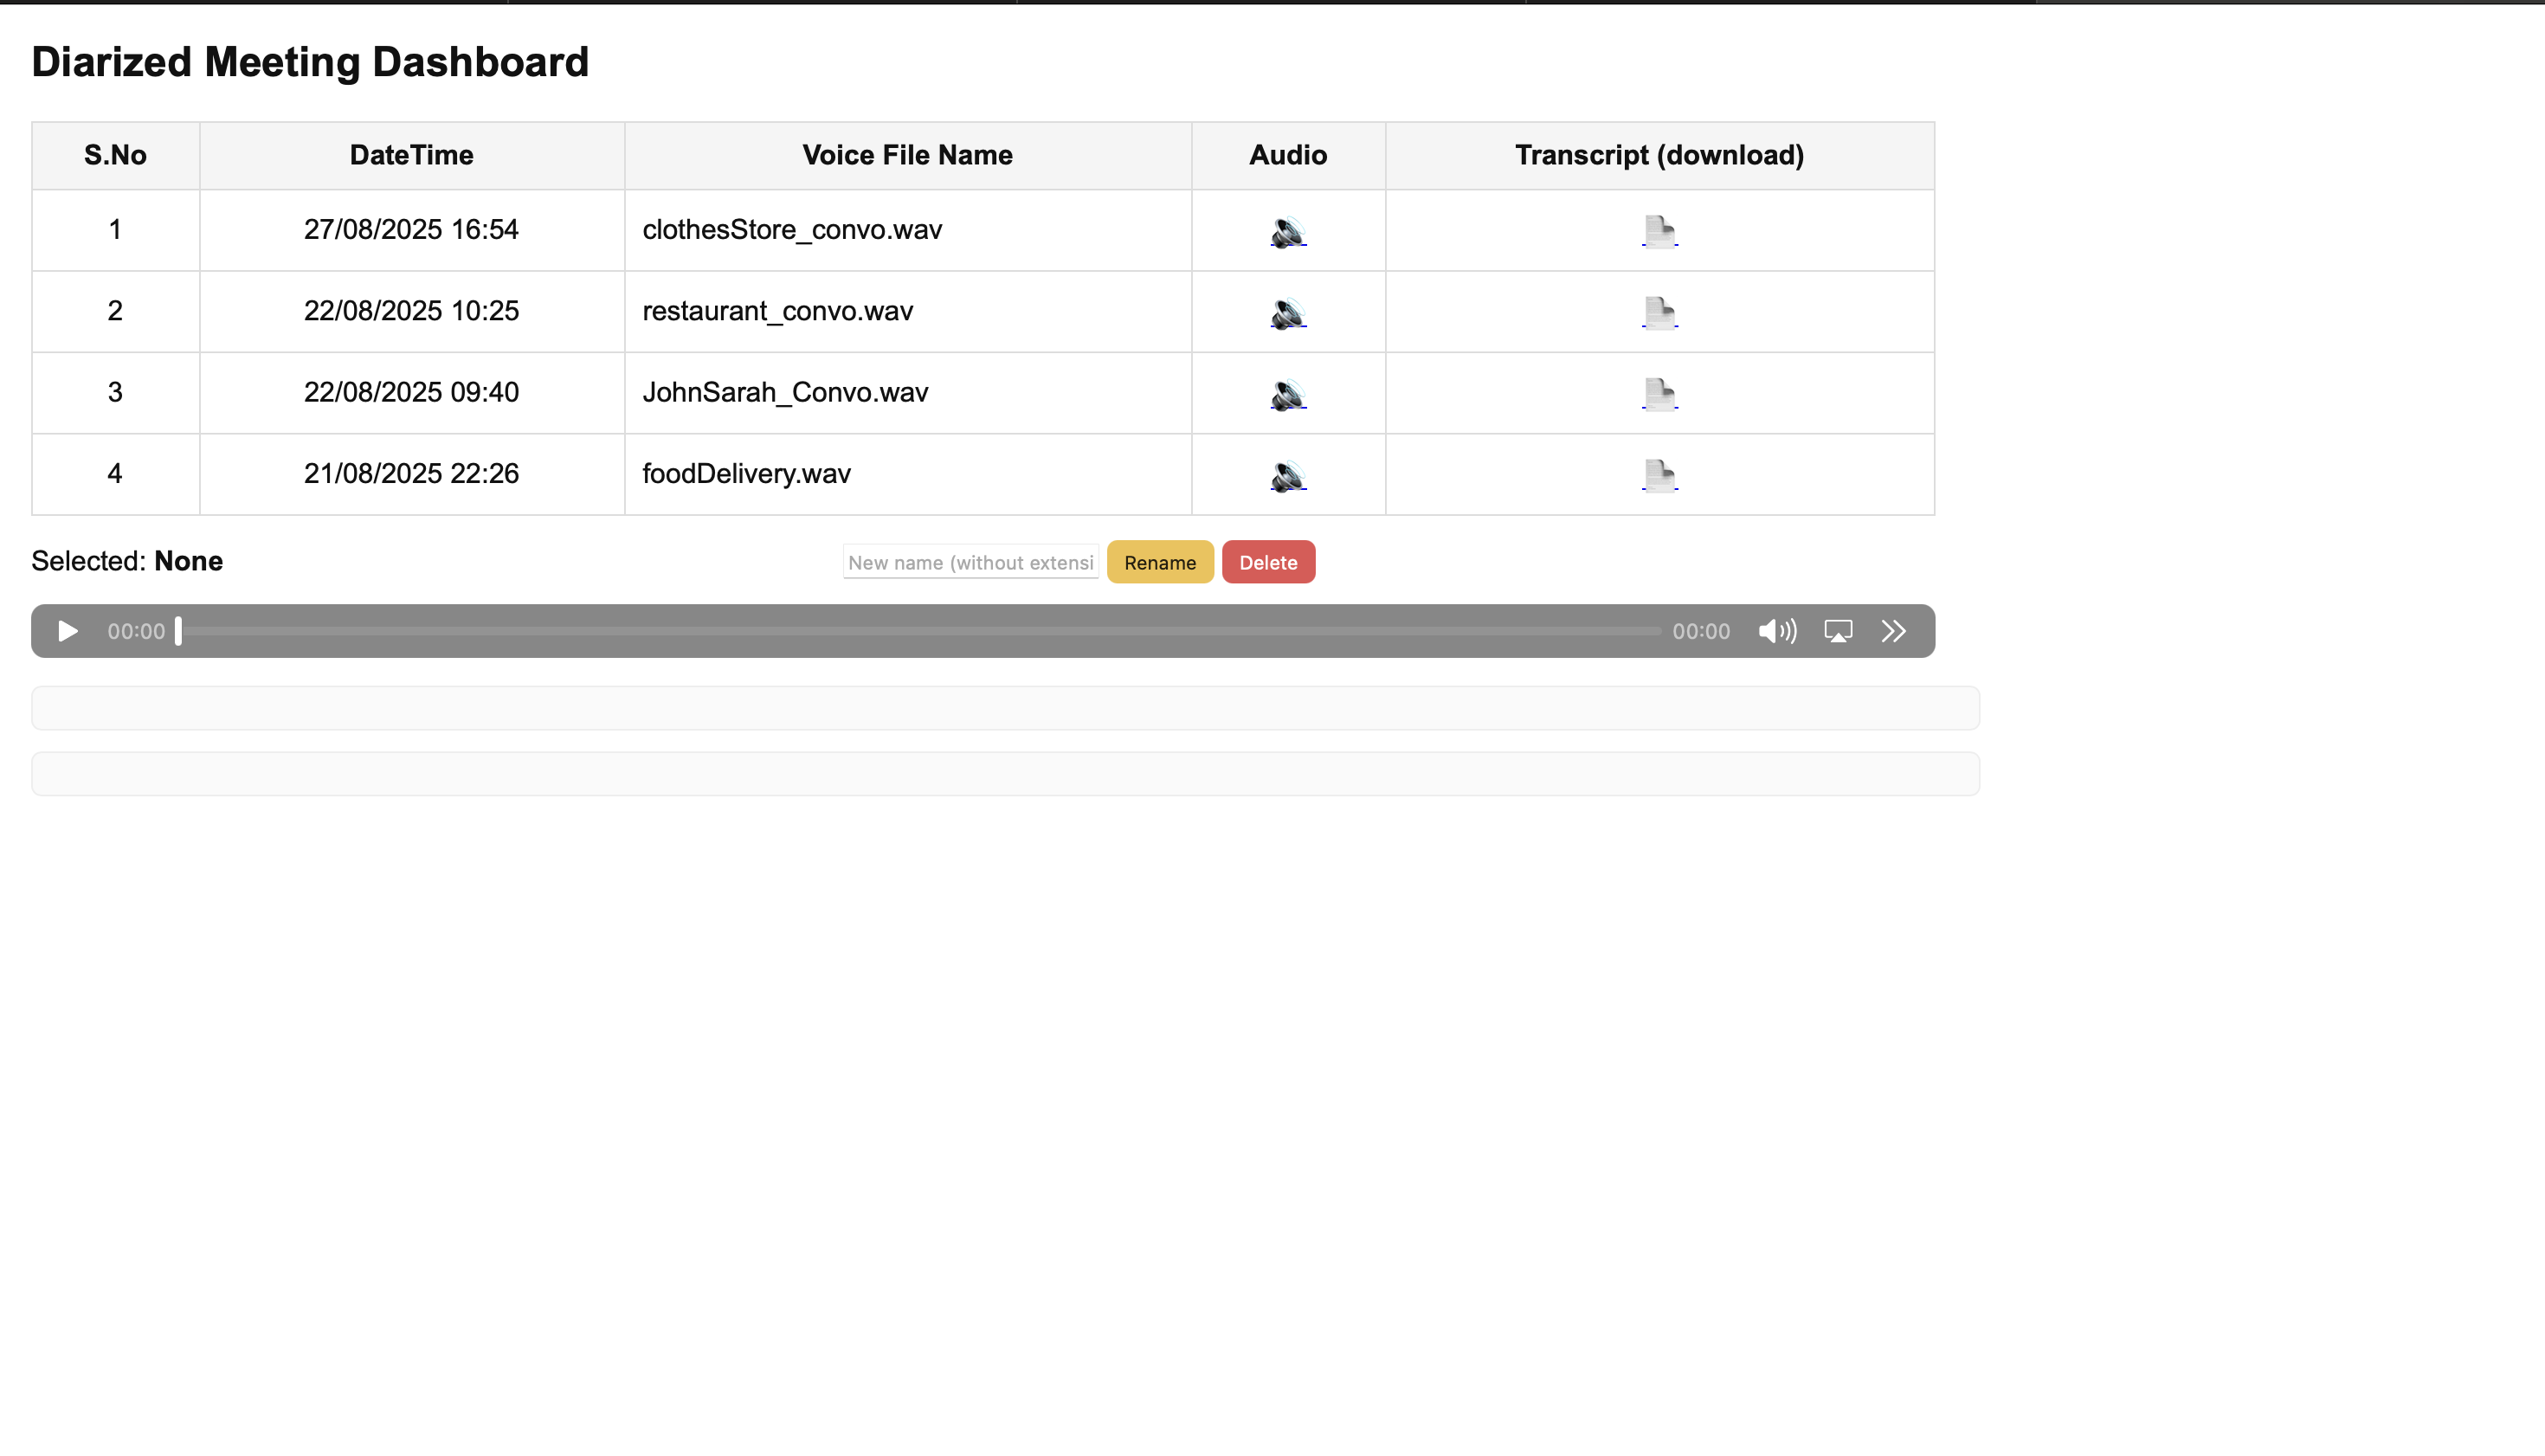 Diarized Meeting Dashboard
S.No DateTime Voice File Name Audio Transcript (download)
1 27/08/2025 16:54 clothesStore_convo.wav
2 22/08/2025 10:25 restaurant_convo.wav
3 22/08/2025 09:40 JohnSarah_Convo.wav
4 21/08/2025 22:26 foodDelivery.wav
Selected: None New name (without extensi Rename Delete
00:00 00:00